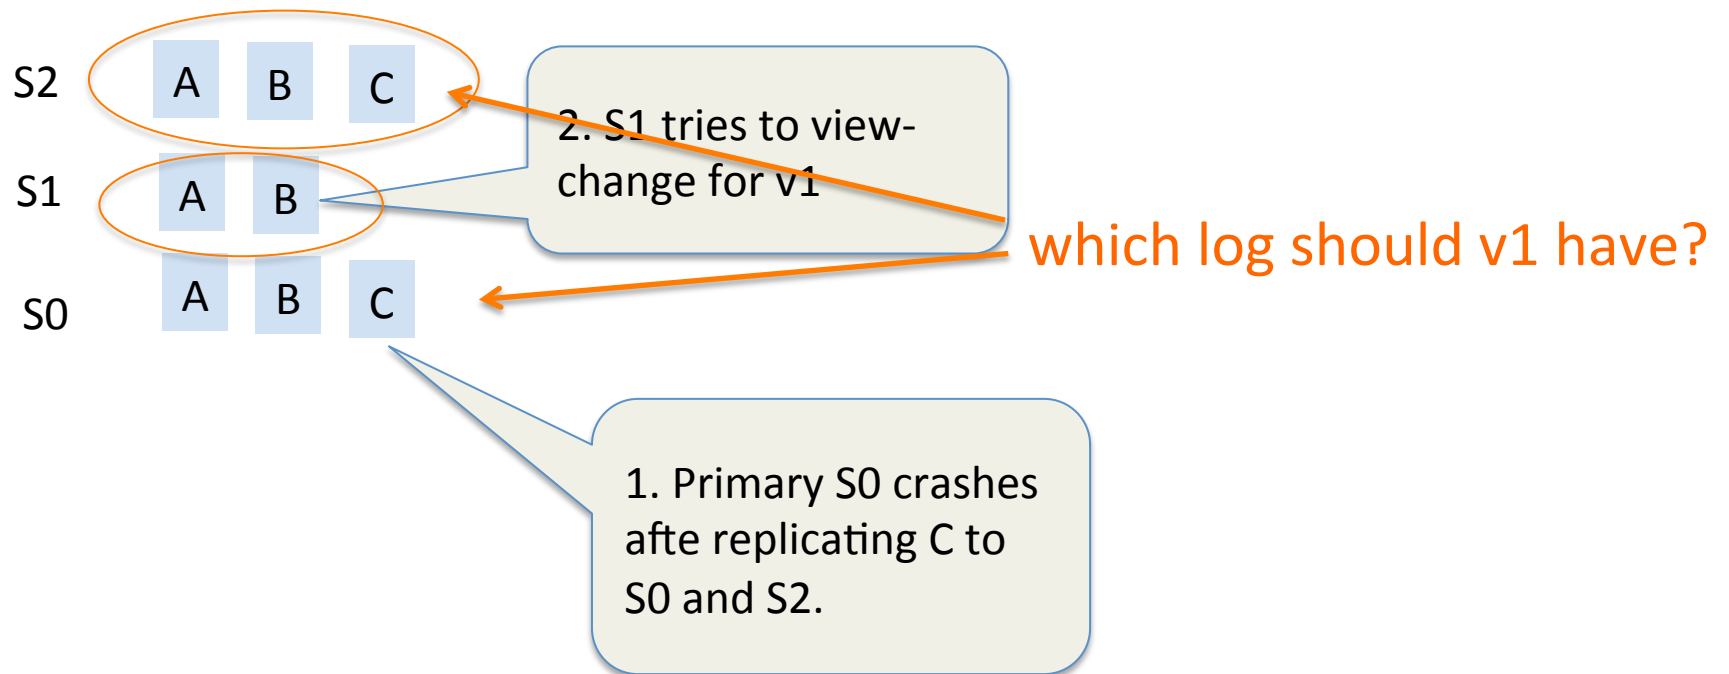 S2 A B C
2. S1 tries to view-
change for v1
S1 A B
which log should v1 have?
S0 A B C
1. Primary S0 crashes
afte replicating C to
S0 and S2.